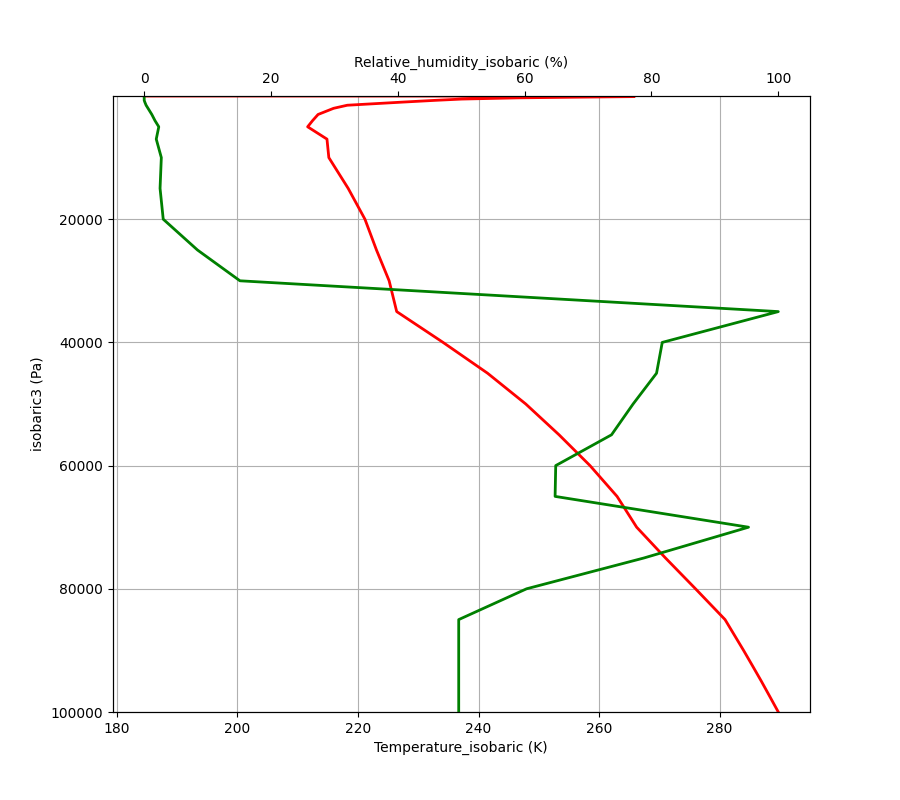 Relative_humidity_isobaric (%)
0 20 40 60 80 100
20000
40000
60000
80000
100000
isobaric3 (Pa)
180 200 220 240 260 280
Temperature_isobaric (K)